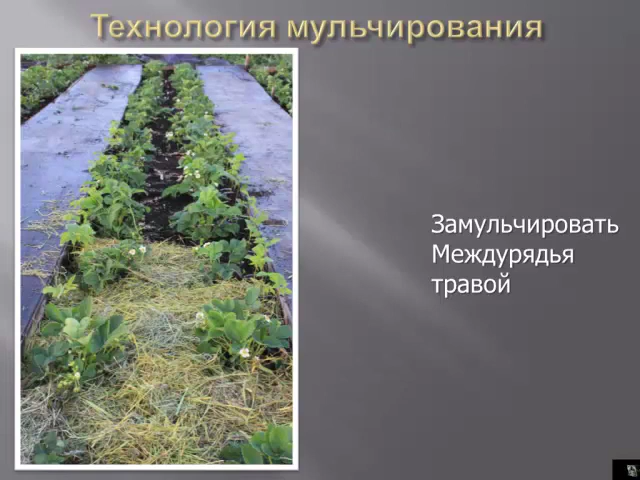 Технология мульчирования
Замульчировать
Междурядья
травой